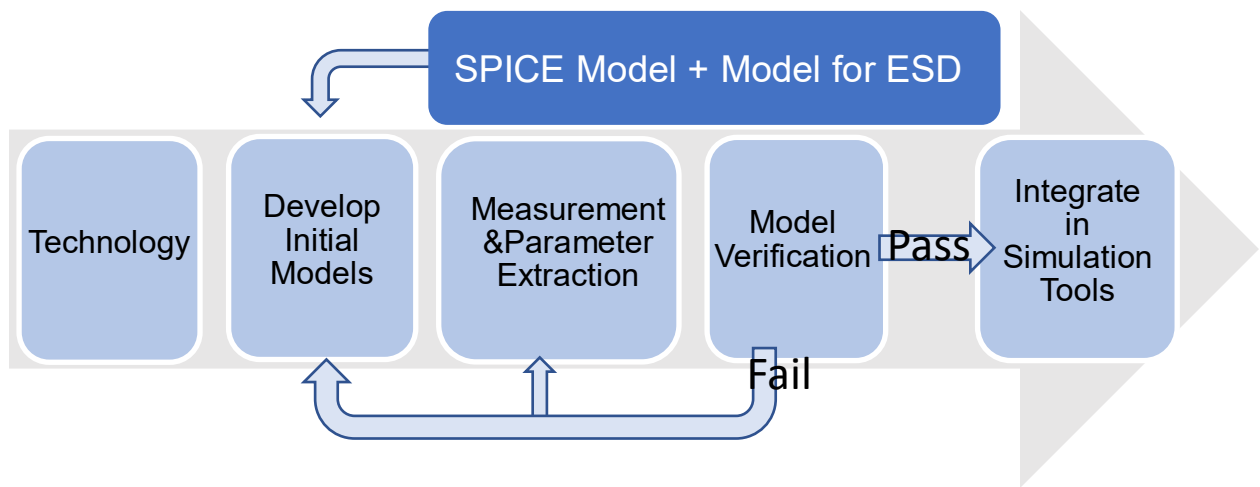 SPICE Model + Model for ESD
Technology
Develop
Initial
Models
Measurement
&Parameter
Extraction
Model
Verification
Pass
Integrate
in
Simulation
Tools
Fail